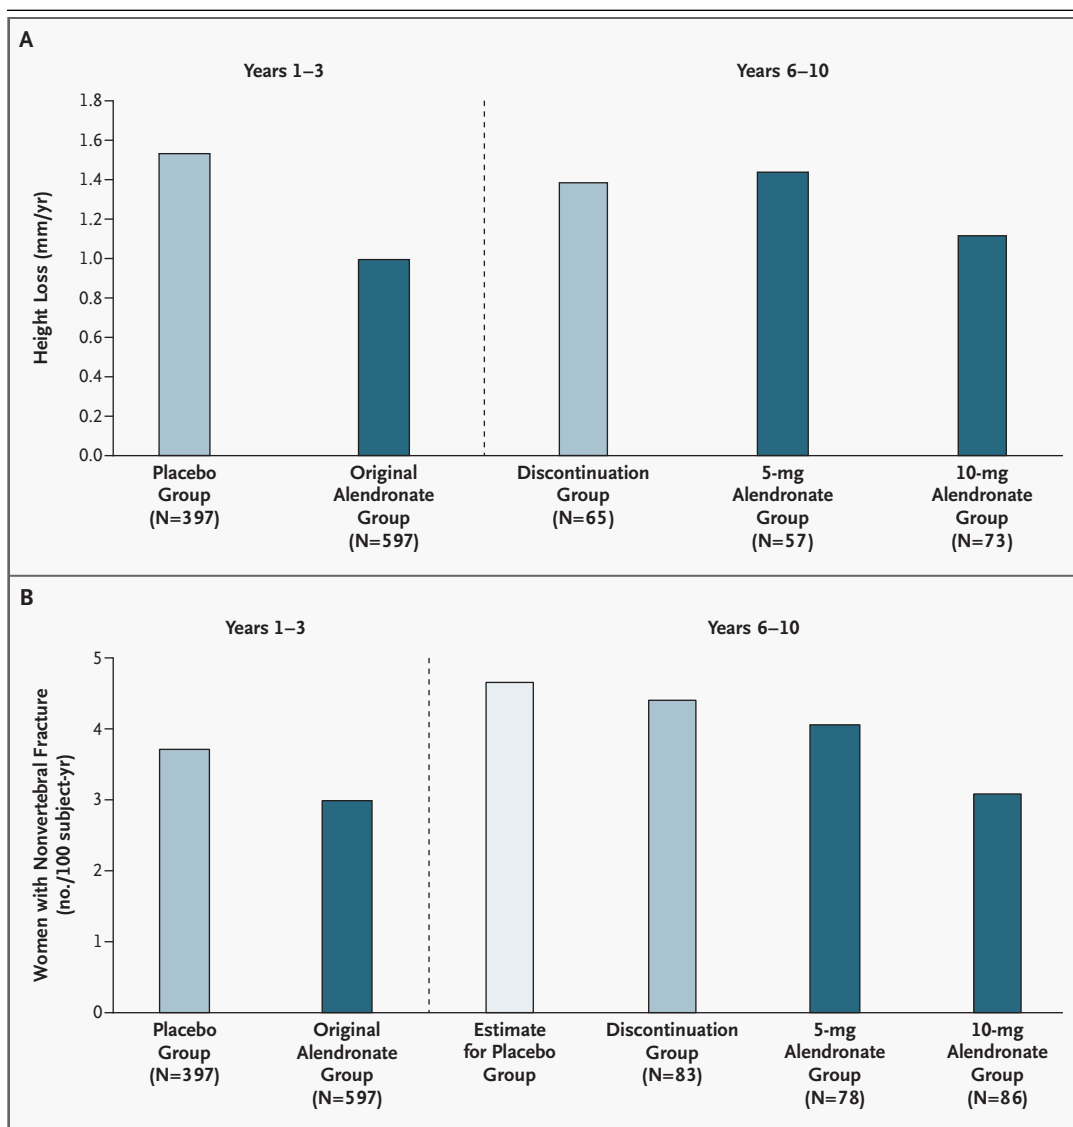 A
Years 1–3
Years 6–10
Height Loss (mm/yr)
1.8
1.6
1.4
1.2
1.0
0.8
0.6
0.4
0.2
0.0
Placebo
Group
(N=397)
Original
Alendronate
Group
(N=597)
Discontinuation
Group
(N=65)
5-mg
Alendronate
Group
(N=57)
10-mg
Alendronate
Group
(N=73)
B
Years 1–3
Years 6–10
Women with Nonvertebral Fracture
(no./100 subject-yr)
5
4
3
2
1
0
Placebo
Group
(N=397)
Original
Alendronate
Group
(N=597)
Estimate
for Placebo
Group
Discontinuation
Group
(N=83)
5-mg
Alendronate
Group
(N=78)
10-mg
Alendronate
Group
(N=86)